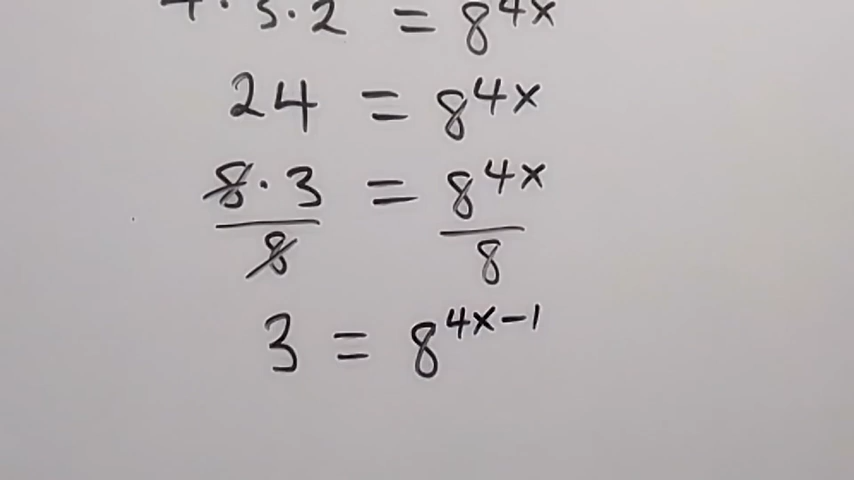 4 · 3 · 2 = 8^{4x}
24 = 8^{4x}
8 · 3 / 8 = 8^{4x} / 8
3 = 8^{4x-1}